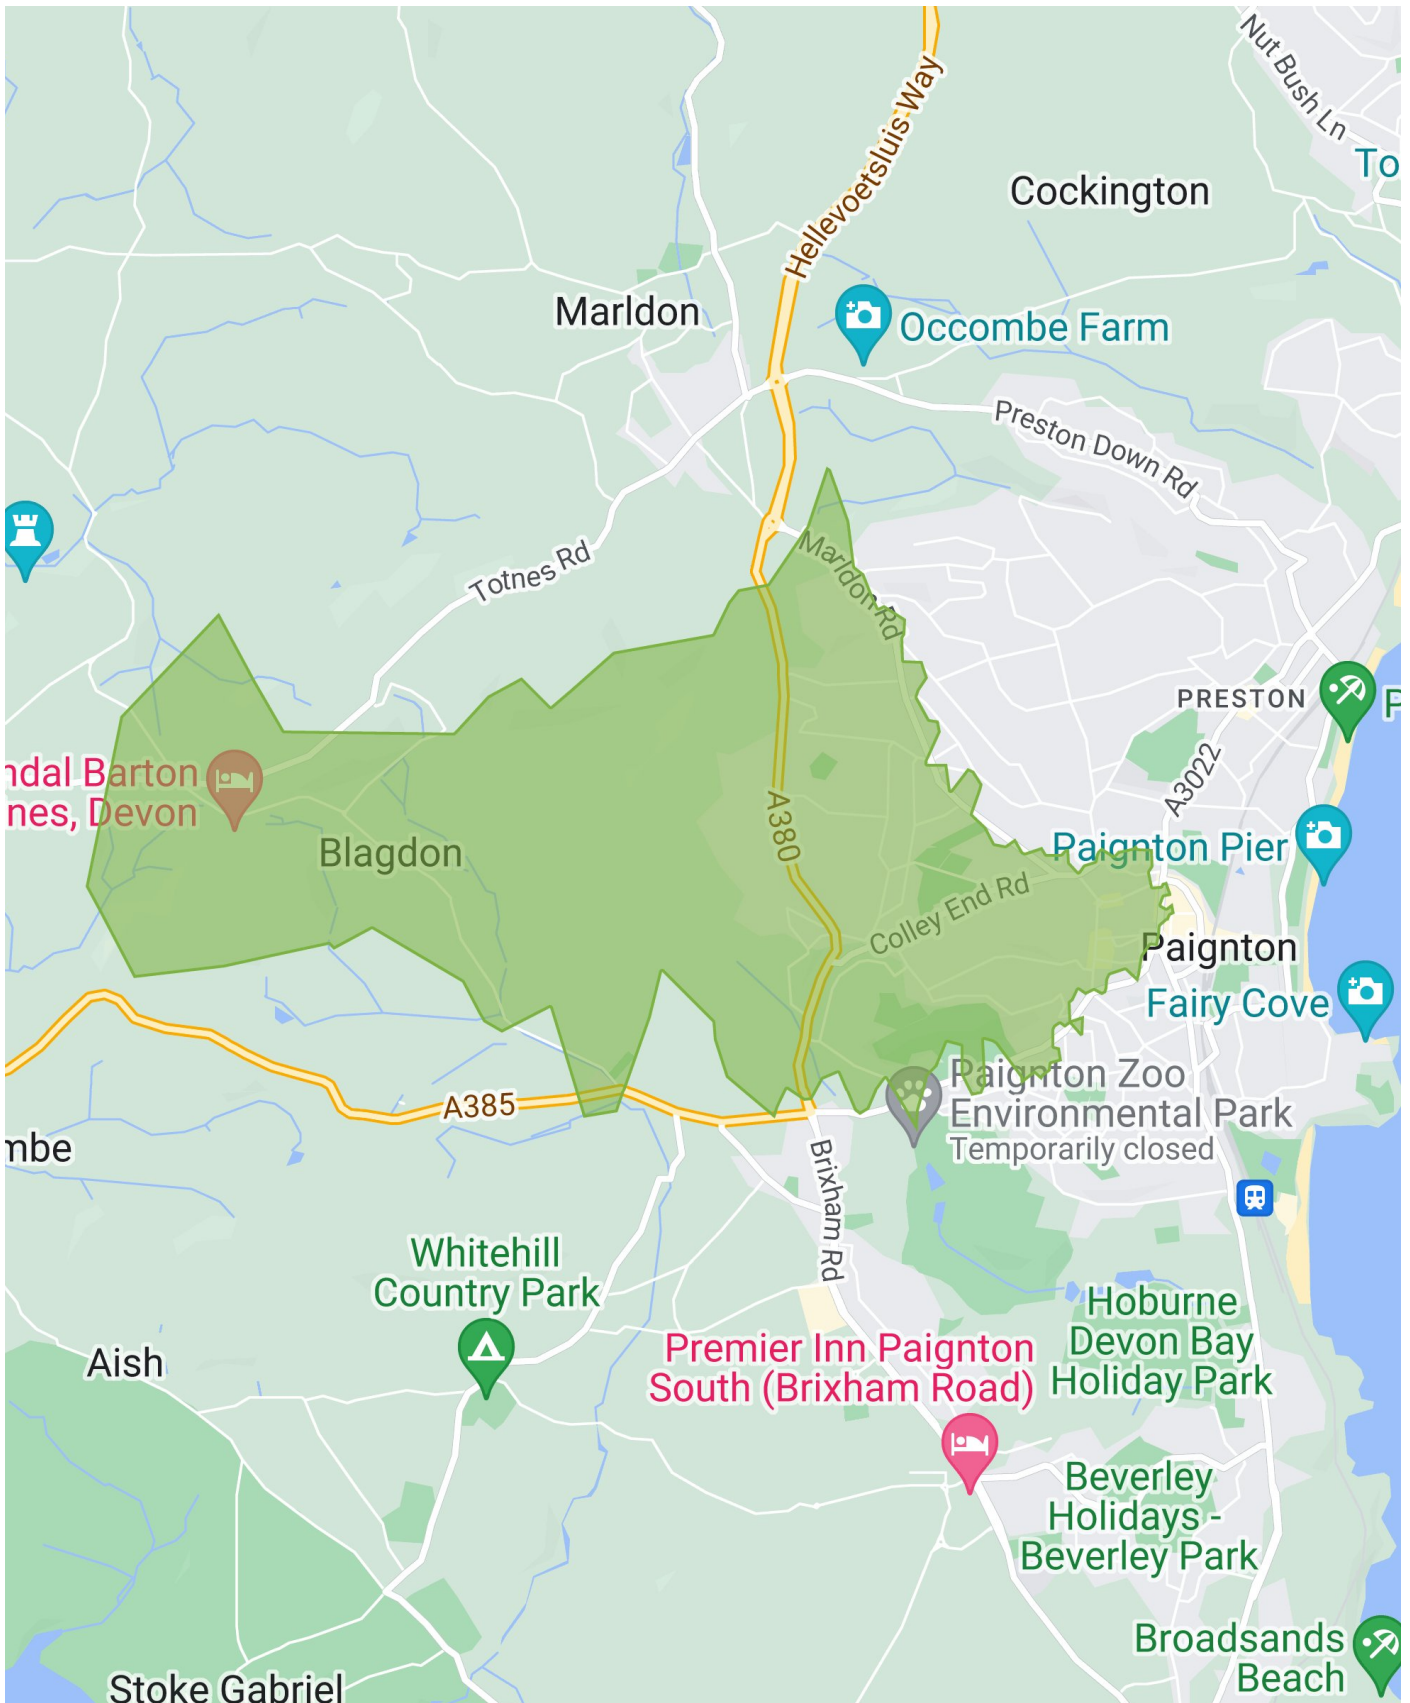 Nut Bush Ln
To
Hellevoetsluis Way
Cockington
Marldon
Occombe Farm
Preston Down Rd
Totnes Rd
Marldon Rd
PRESTON
P
A3022
ndal Barton
nes, Devon
A380
Blagdon
Paignton Pier
Colley End Rd
Paignton
Fairy Cove
A385
Paignton Zoo
Environmental Park
Temporarily closed
mbe
Brixham Rd
Whitehill
Country Park
Hoburne
Devon Bay
Holiday Park
Aish
Premier Inn Paignton
South (Brixham Road)
Beverley
Holidays -
Beverley Park
Broadsands
Beach
Stoke Gabriel